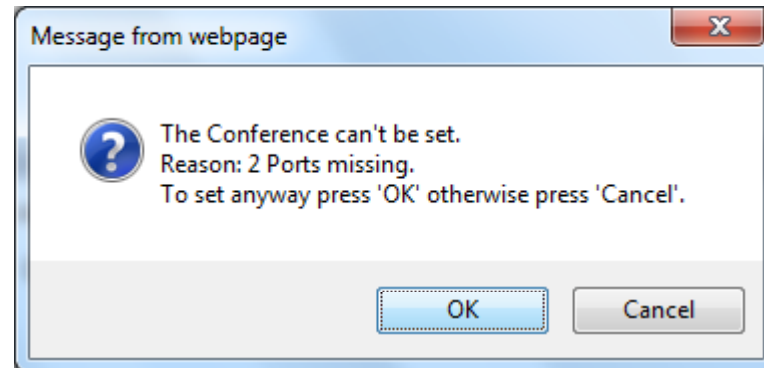 Message from webpage
The Conference can't be set.
Reason: 2 Ports missing.
To set anyway press 'OK' otherwise press 'Cancel'.
OK
Cancel